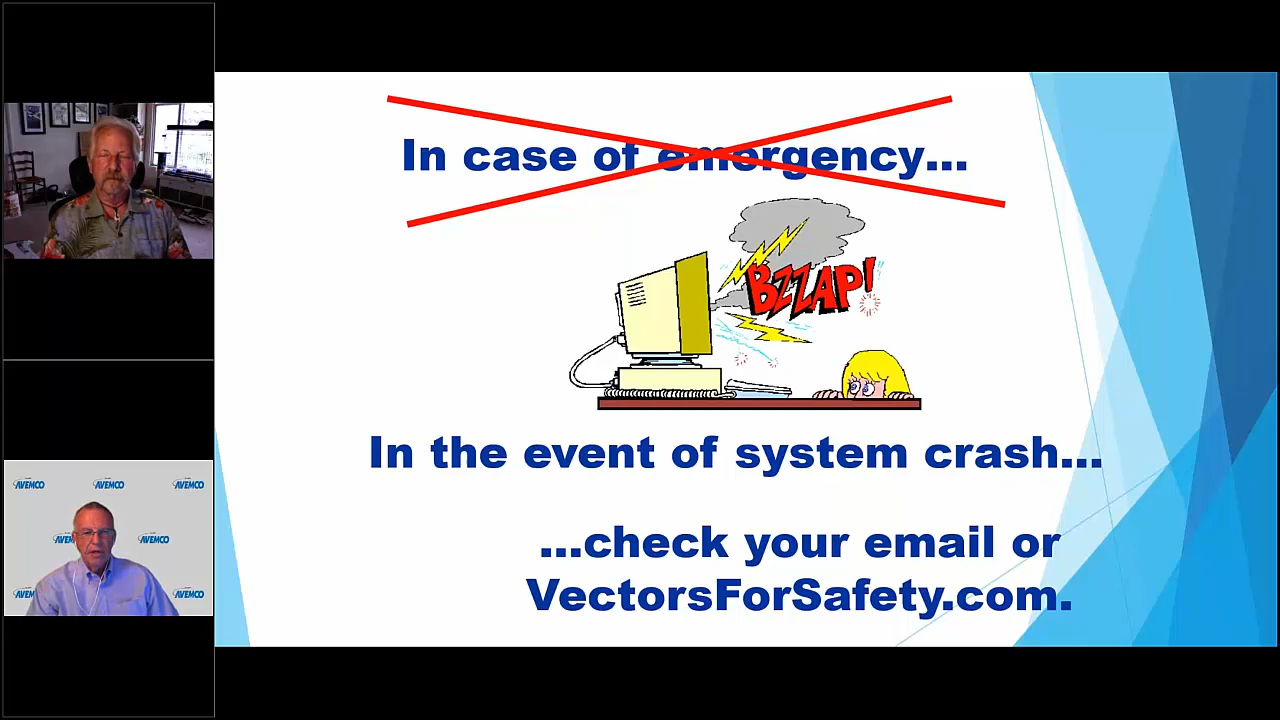 In case of emergency...
BZZAP!
In the event of system crash...
...check your email or
VectorsForSafety.com.
AVEMCO AVEMCO AVEMCO
AVEMCO
AVEMCO